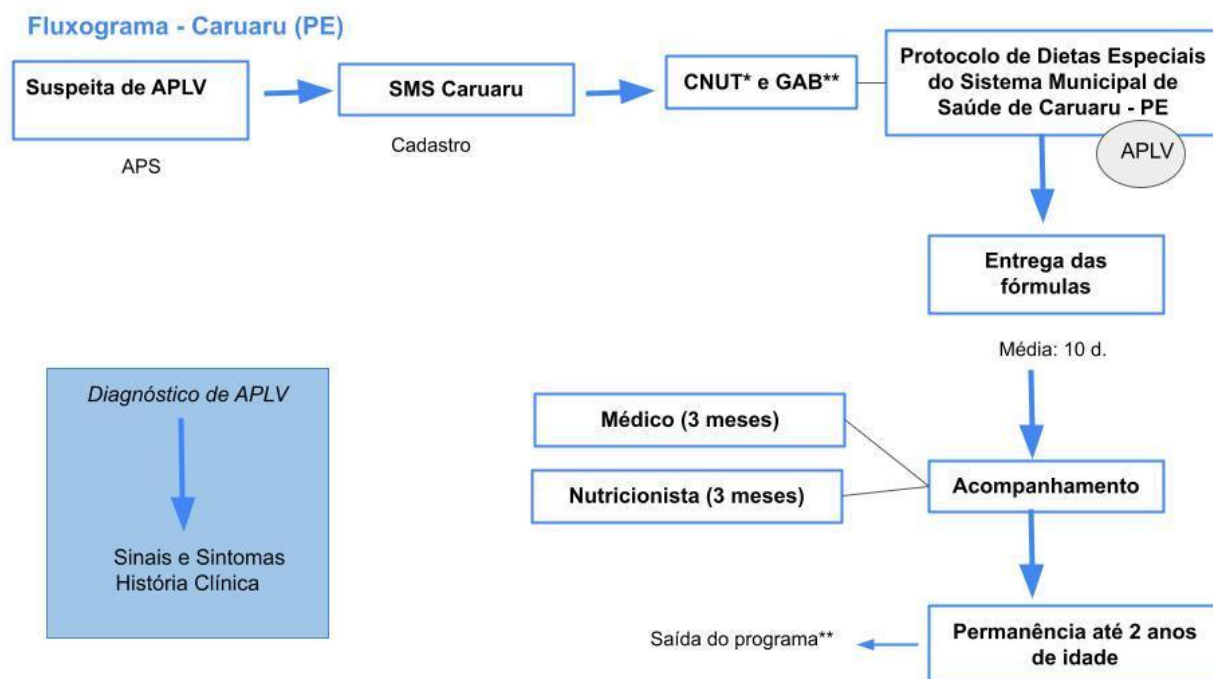 Fluxograma - Caruaru (PE)
Suspeita de APLV
APS
SMS Caruaru
Cadastro
CNUT* e GAB**
Protocolo de Dietas Especiais
do Sistema Municipal de
Saúde de Caruaru - PE
APLV
Entrega das
fórmulas
Média: 10 d.
Médico (3 meses)
Nutricionista (3 meses)
Acompanhamento
Permanência até 2 anos
de idade
Saída do programa**
Diagnóstico de APLV
Sinais e Sintomas
História Clínica